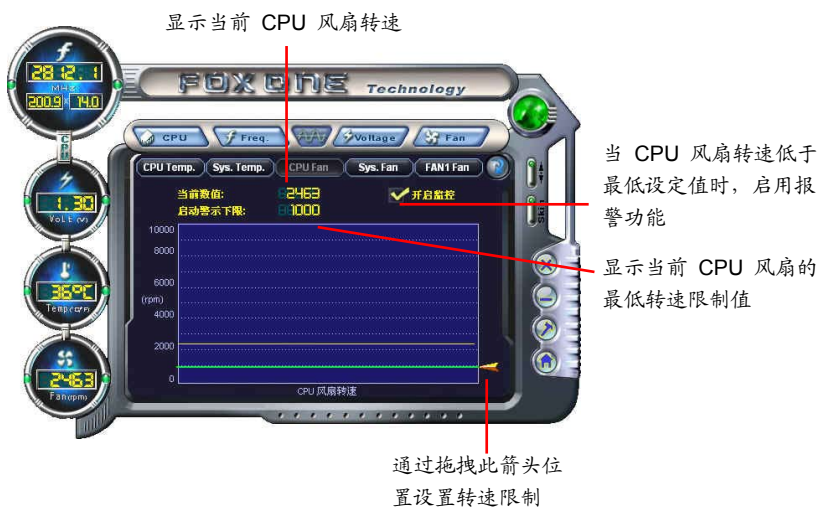 显示当前 CPU 风扇转速
2812.1
MHz
200.9 x 14.0
FOX ONE Technology
CPU
CPU Freq. Voltage Fan
CPU Temp. Sys. Temp. CPU Fan Sys. Fan FAN1 Fan ?
当前数值: 2463 开启监控
启动警示下限: 1000
Skin
1.30
Volt.(v)
36℃
Temp(c/f)
2463
Fan(rpm)
10000
8000
6000
(rpm)
4000
2000
0
CPU 风扇转速
当 CPU 风扇转速低于
最低设定值时，启用报
警功能
显示当前 CPU 风扇的
最低转速限制值
通过拖拽此箭头位
置设置转速限制